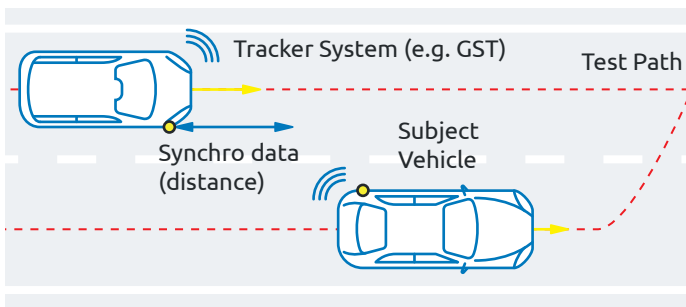 Tracker System (e.g. GST)
Test Path
Synchro data
(distance)
Subject
Vehicle